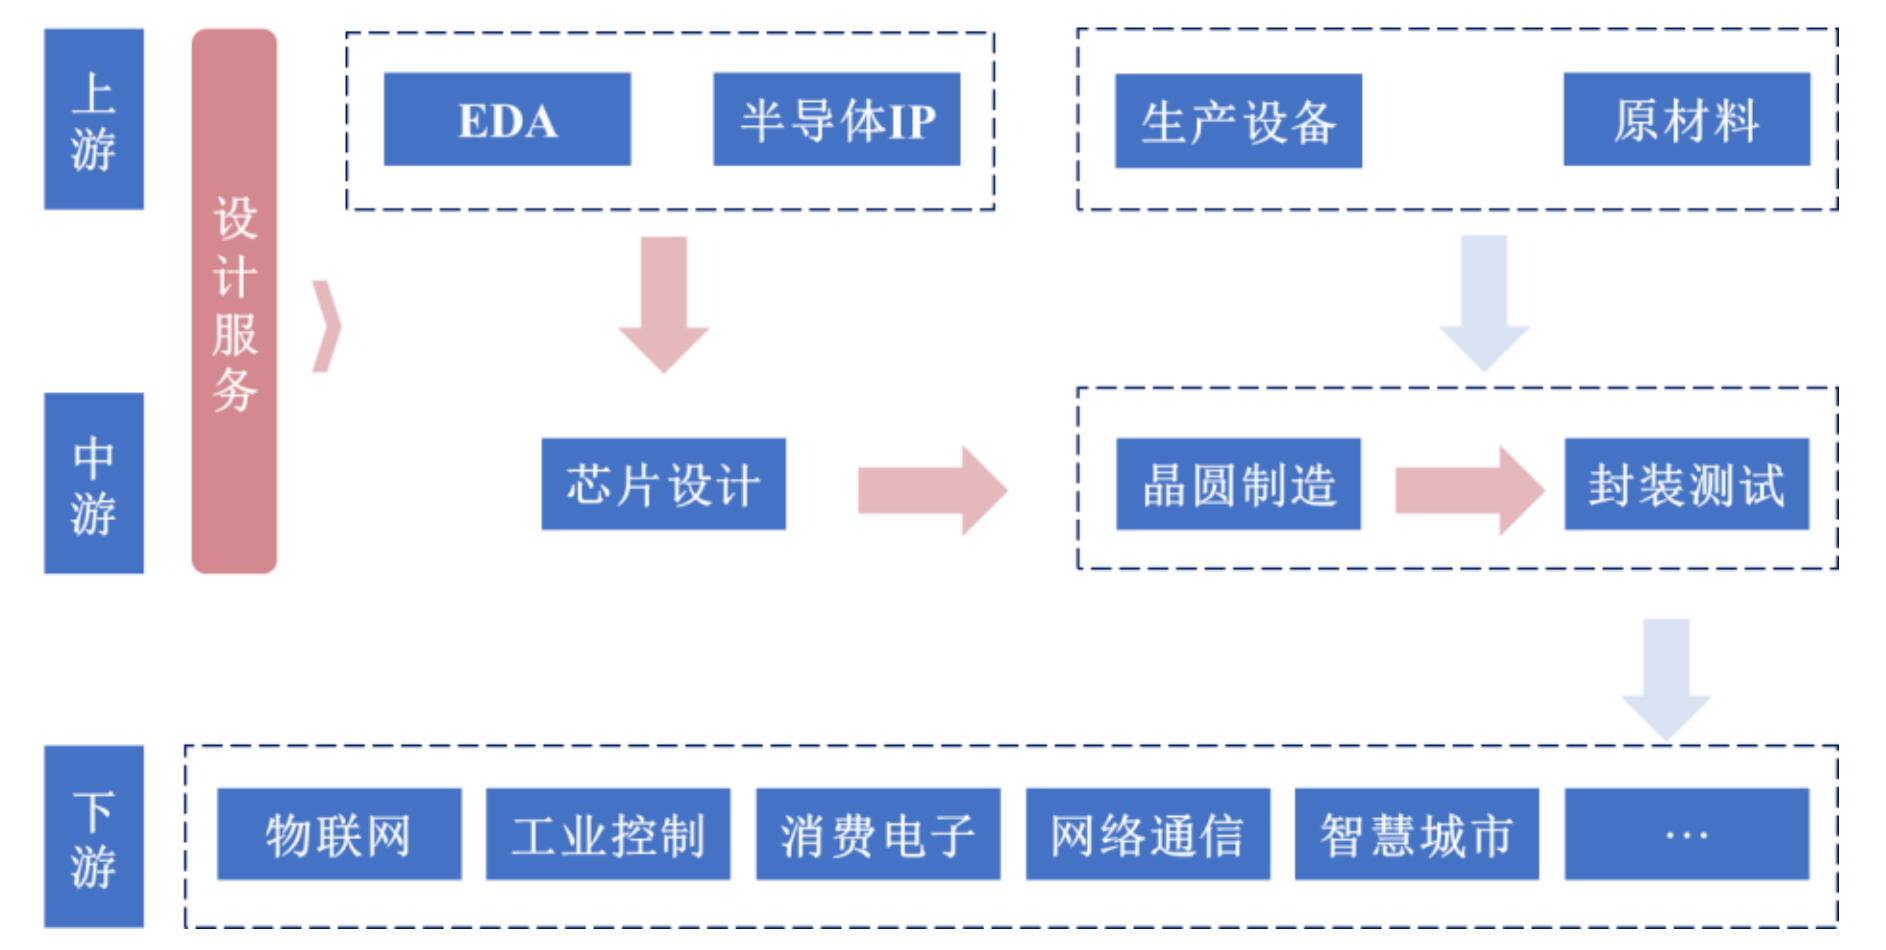 上游
设计服务
EDA
半导体IP
生产设备
原材料
中游
芯片设计
晶圆制造
封装测试
下游
物联网
工业控制
消费电子
网络通信
智慧城市
…